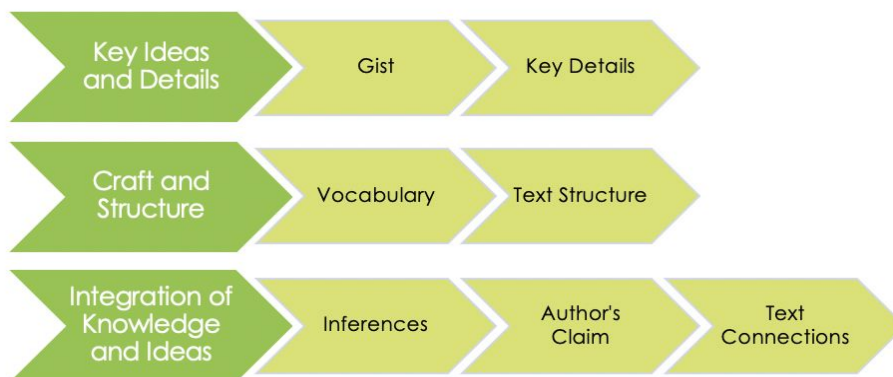 Key Ideas
and Details
Gist
Key Details
Craft and
Structure
Vocabulary
Text Structure
Integration of
Knowledge
and Ideas
Inferences
Author's
Claim
Text
Connections